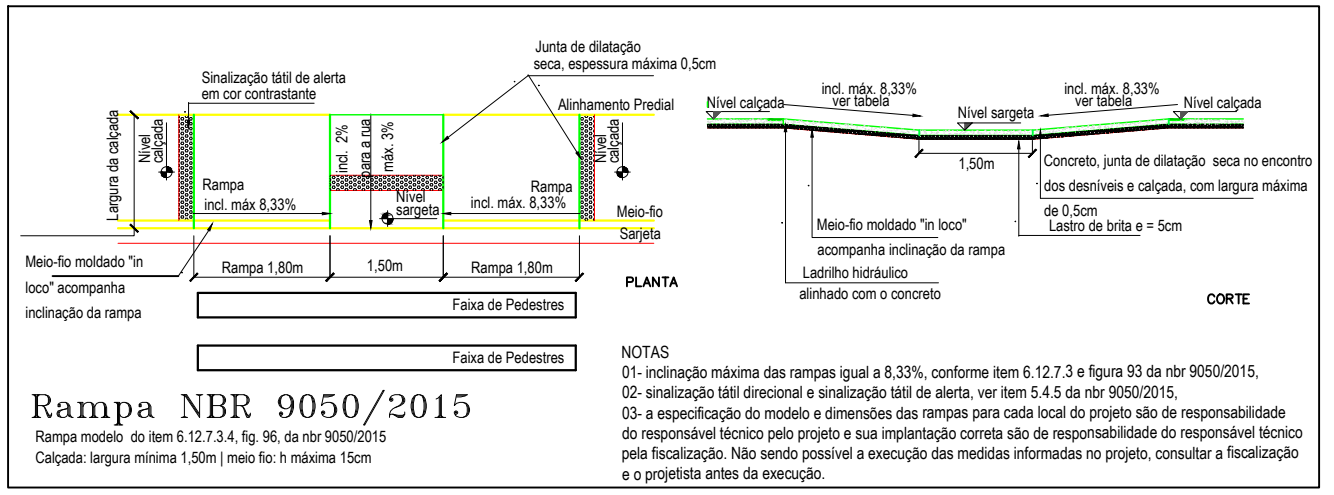 Junta de dilatação
seca, espessura máxima 0,5cm
Sinalização tátil de alerta
em cor contrastante
Alinhamento Predial
Largura da calçada
Nível
calçada
incl. 2%
para a rua
máx. 3%
Nível
calçada
Rampa
incl. máx 8,33%
Nível
sargeta
Rampa
incl. máx. 8,33%
Meio-fio
Sarjeta
Meio-fio moldado "in
loco" acompanha
inclinação da rampa
Rampa 1,80m
1,50m
Rampa 1,80m
PLANTA
Faixa de Pedestres
Faixa de Pedestres
incl. máx. 8,33%
ver tabela
incl. máx. 8,33%
ver tabela
Nível calçada
Nível sargeta
Nível calçada
1,50m
Concreto, junta de dilatação seca no encontro
dos desníveis e calçada, com largura máxima
de 0,5cm
Lastro de brita e = 5cm
Meio-fio moldado "in loco"
acompanha inclinação da rampa
Ladrilho hidráulico
alinhado com o concreto
CORTE
Rampa NBR 9050/2015
Rampa modelo do item 6.12.7.3.4, fig. 96, da nbr 9050/2015
Calçada: largura mínima 1,50m | meio fio: h máxima 15cm
NOTAS
01- inclinação máxima das rampas igual a 8,33%, conforme item 6.12.7.3 e figura 93 da nbr 9050/2015,
02- sinalização tátil direcional e sinalização tátil de alerta, ver item 5.4.5 da nbr 9050/2015,
03- a especificação do modelo e dimensões das rampas para cada local do projeto são de responsabilidade
do responsável técnico pelo projeto e sua implantação correta são de responsabilidade do responsável técnico
pela fiscalização. Não sendo possível a execução das medidas informadas no projeto, consultar a fiscalização
e o projetista antes da execução.